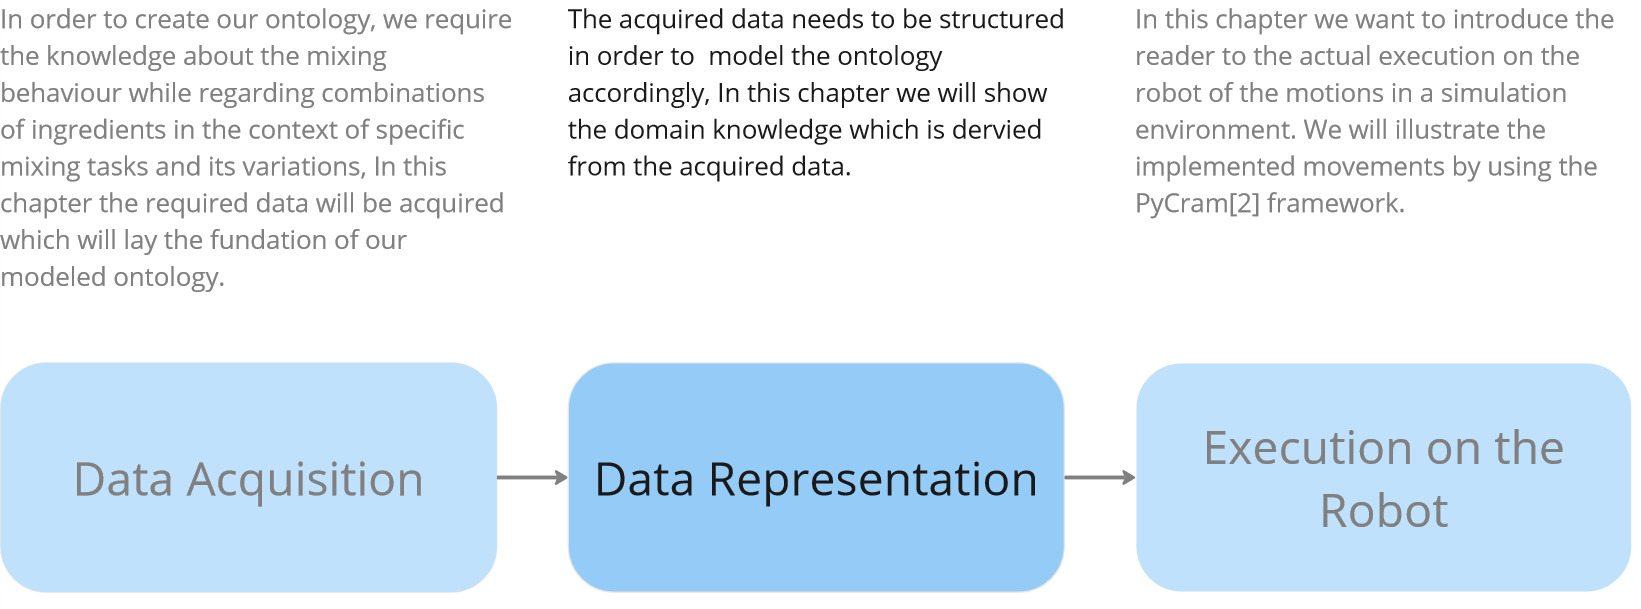 In order to create our ontology, we require
the knowledge about the mixing
behaviour while regarding combinations
of ingredients in the context of specific
mixing tasks and its variations, In this
chapter the required data will be acquired
which will lay the fundation of our
modeled ontology.
The acquired data needs to be structured
in order to  model the ontology
accordingly, In this chapter we will show
the domain knowledge which is dervied
from the acquired data.
In this chapter we want to introduce the
reader to the actual execution on the
robot of the motions in a simulation
environment. We will illustrate the
implemented movements by using the
PyCram[2] framework.
Data Acquisition
Data Representation
Execution on the
Robot